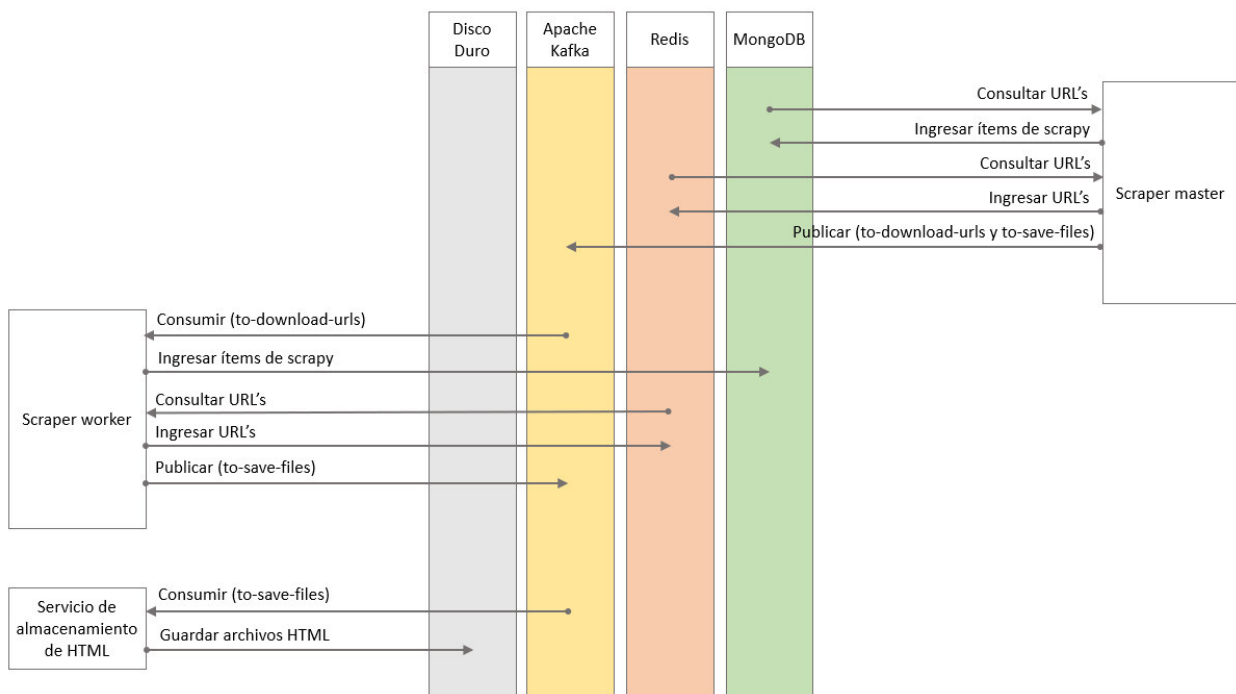 Disco
Duro
Apache
Kafka
Redis
MongoDB
Consultar URL's
Ingresar ítems de scrapy
Consultar URL's
Ingresar URL's
Publicar (to-download-urls y to-save-files)
Scraper master
Consumir (to-download-urls)
Ingresar ítems de scrapy
Consultar URL's
Ingresar URL's
Publicar (to-save-files)
Scraper worker
Consumir (to-save-files)
Guardar archivos HTML
Servicio de
almacenamiento
de HTML